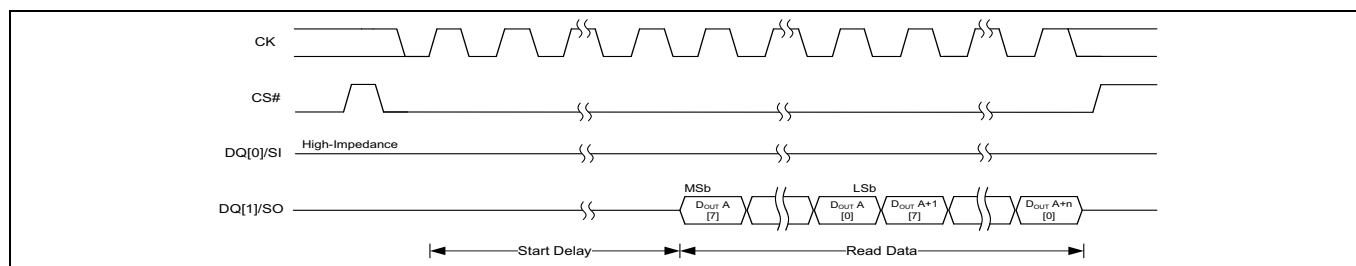 CK
CS#
DQ[0]/SI High-Impedance
MSb LSb
DQ[1]/SO DOUT A [7] DOUT A [0] DOUT A+1 [7] DOUT A+n [0]
Start Delay Read Data